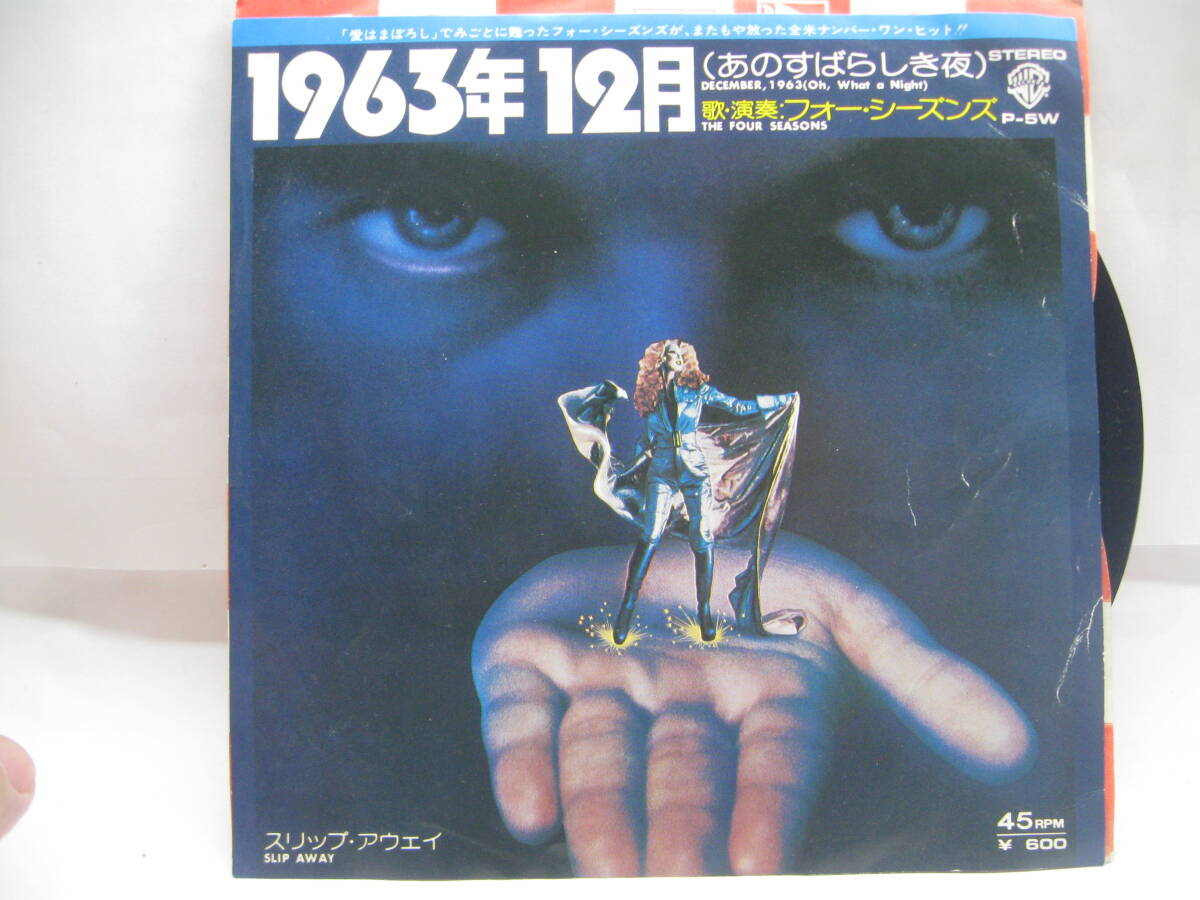 「愛はまぼろし」でみごとに甦ったフォー・シーズンズが、またもや放った全米ナンバー・ワン・ヒット!!
1963年12月
(あのすばらしき夜)
DECEMBER, 1963 (Oh, What a Night)
歌・演奏:フォー・シーズンズ
THE FOUR SEASONS
STEREO
P-5W
スリップ・アウェイ
SLIP AWAY
45RPM
¥ 600